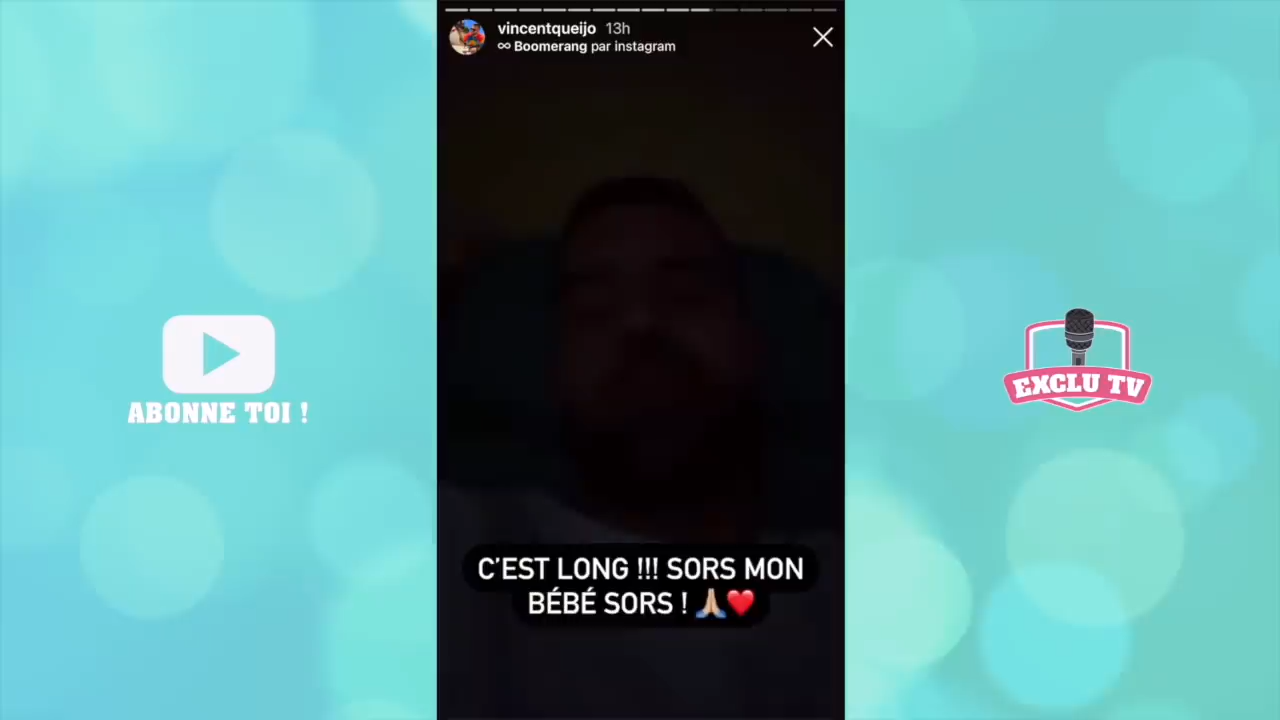 vincentqueijo 13h
∞ Boomerang par instagram
C'EST LONG !!! SORS MON
BÉBÉ SORS ! 🙏🏼❤️
ABONNE TOI !
EXCLU TV